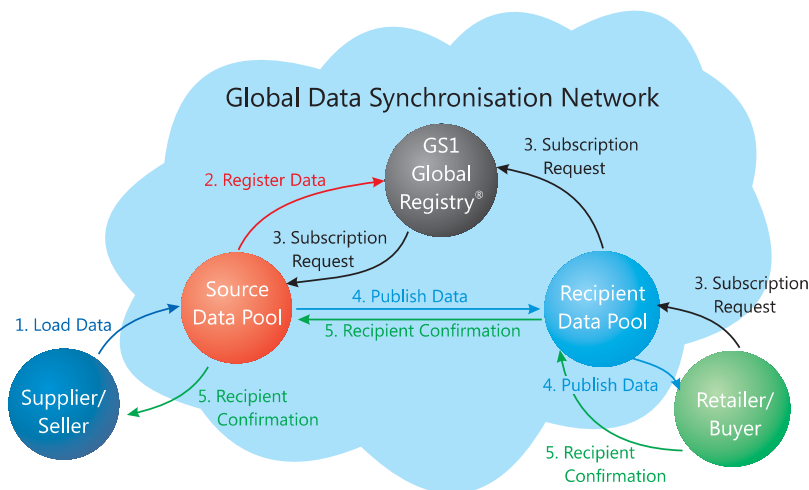 Global Data Synchronisation Network
GS1
Global
Registry®
3. Subscription
Request
2. Register Data
3. Subscription
Request
Source
Data Pool
4. Publish Data
5. Recipient Confirmation
Recipient
Data Pool
3. Subscription
Request
1. Load Data
Supplier/
Seller
5. Recipient
Confirmation
4. Publish Data
Retailer/
Buyer
5. Recipient
Confirmation